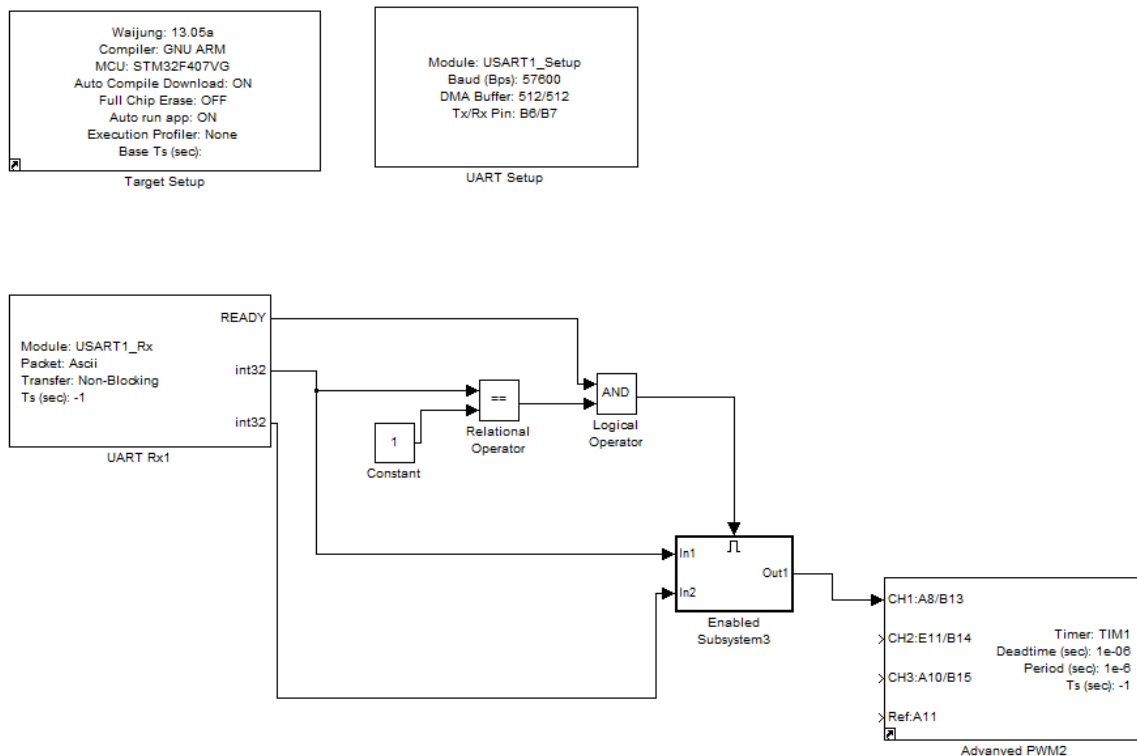 Waijung: 13.05a
Compiler: GNU ARM
MCU: STM32F407VG
Auto Compile Download: ON
Full Chip Erase: OFF
Auto run app: ON
Execution Profiler: None
Base Ts (sec):
Target Setup
Module: USART1_Setup
Baud (Bps): 57600
DMA Buffer: 512/512
Tx/Rx Pin: B6/B7
UART Setup
READY
Module: USART1_Rx
Packet: Ascii
Transfer: Non-Blocking
Ts (sec): -1
int32
int32
UART Rx1
1
Constant
==
Relational
Operator
AND
Logical
Operator
In1
In2
Out1
Enabled
Subsystem3
CH1:A8/B13
CH2:E11/B14
CH3:A10/B15
Ref:A11
Timer: TIM1
Deadtime (sec): 1e-06
Period (sec): 1e-6
Ts (sec): -1
Advanved PWM2